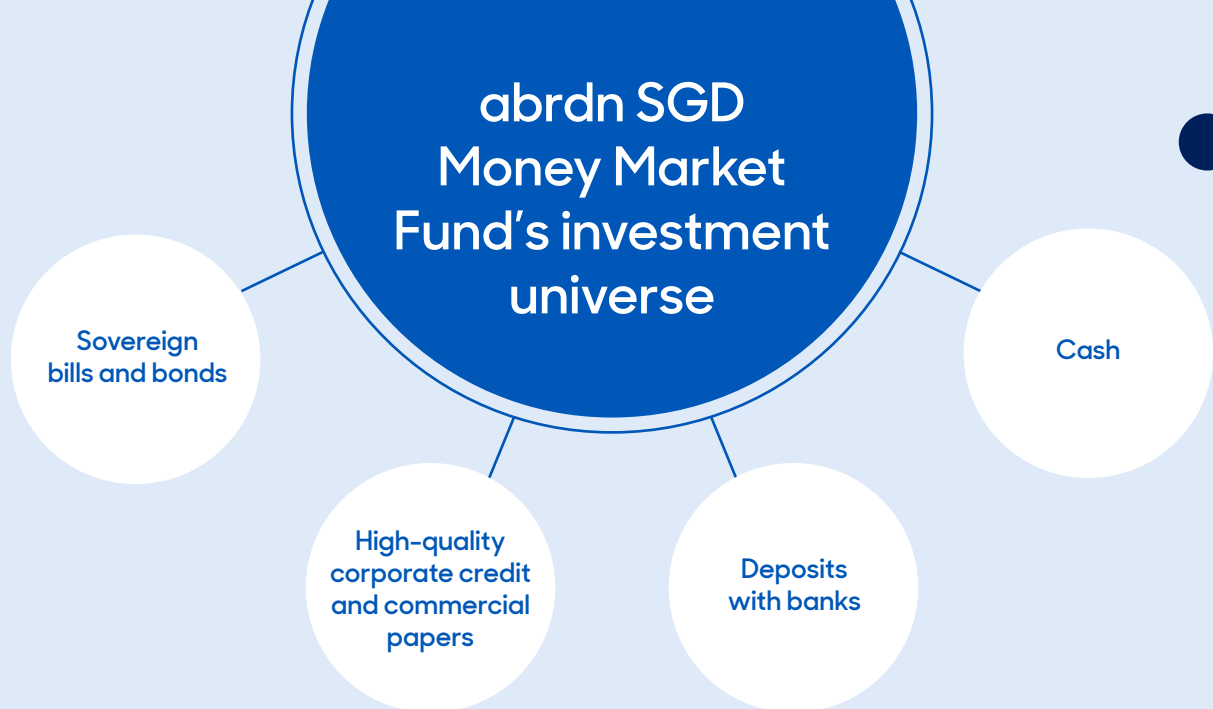 abrdn SGD
Money Market
Fund’s investment
universe
Sovereign
bills and bonds
High-quality
corporate credit
and commercial
papers
Deposits
with banks
Cash